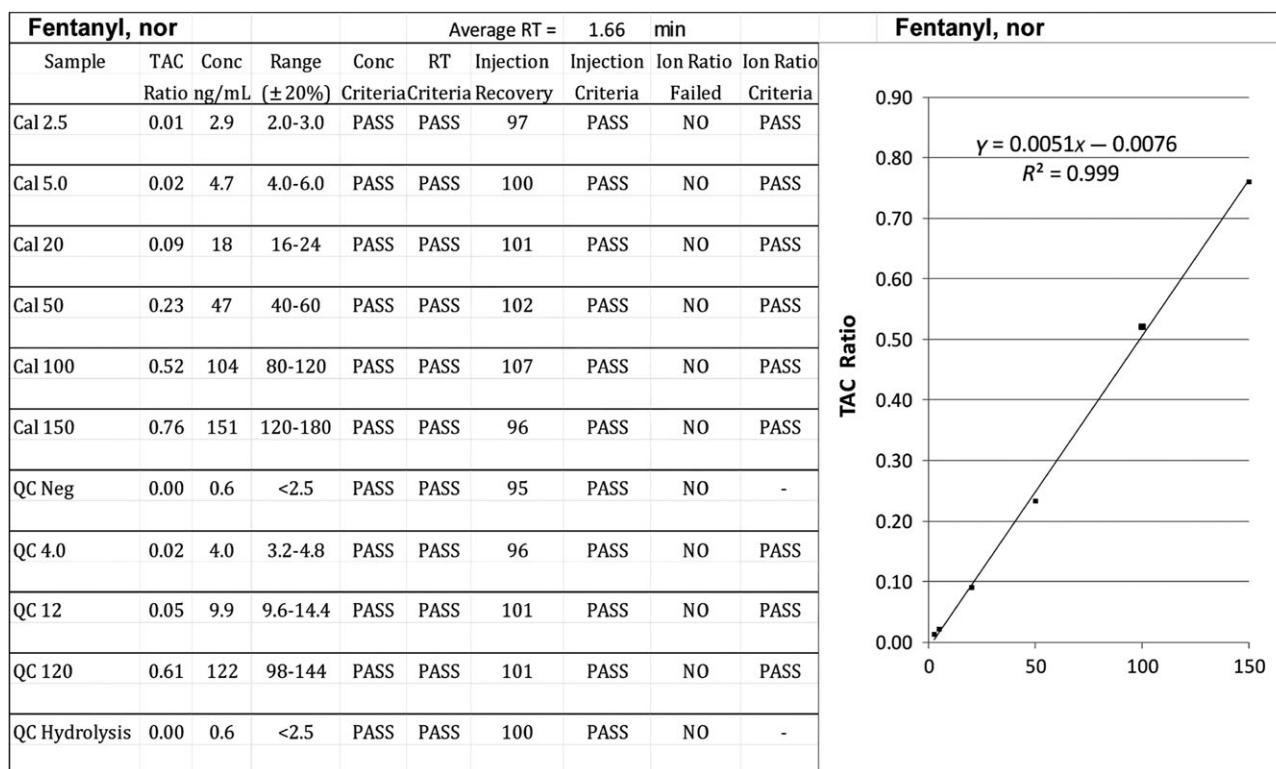 Fentanyl, nor Average RT = 1.66 min
Sample TAC Conc Range Conc RT Injection Injection Ion Ratio Ion Ratio
Ratio ng/mL (±20%) Criteria Criteria Recovery Criteria Failed Criteria
Cal 2.5 0.01 2.9 2.0-3.0 PASS PASS 97 PASS NO PASS
Cal 5.0 0.02 4.7 4.0-6.0 PASS PASS 100 PASS NO PASS
Cal 20 0.09 18 16-24 PASS PASS 101 PASS NO PASS
Cal 50 0.23 47 40-60 PASS PASS 102 PASS NO PASS
Cal 100 0.52 104 80-120 PASS PASS 107 PASS NO PASS
Cal 150 0.76 151 120-180 PASS PASS 96 PASS NO PASS
QC Neg 0.00 0.6 <2.5 PASS PASS 95 PASS NO -
QC 4.0 0.02 4.0 3.2-4.8 PASS PASS 96 PASS NO PASS
QC 12 0.05 9.9 9.6-14.4 PASS PASS 101 PASS NO PASS
QC 120 0.61 122 98-144 PASS PASS 101 PASS NO PASS
QC Hydrolysis 0.00 0.6 <2.5 PASS PASS 100 PASS NO -
Fentanyl, nor
Y = 0.0051x — 0.0076
R² = 0.999
TAC Ratio
0.90
0.80
0.70
0.60
0.50
0.40
0.30
0.20
0.10
0.00
0 50 100 150